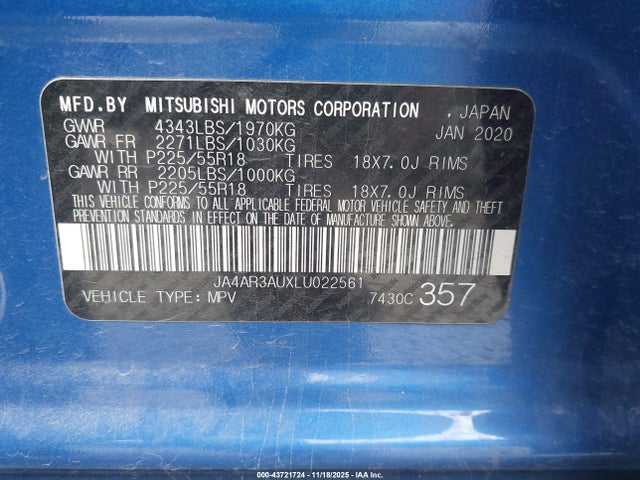 MFD.BY MITSUBISHI MOTORS CORPORATION . JAPAN
GVWR 4343LBS/1970KG JAN 2020
GAWR FR 2271LBS/1030KG
WITH P225/55R18 TIRES 18X7.0J RIMS
GAWR RR 2205LBS/1000KG
WITH P225/55R18 TIRES 18X7.0J RIMS
THIS VEHICLE CONFORMS TO ALL APPLICABLE FEDERAL MOTOR VEHICLE SAFETY AND THEFT
PREVENTION STANDARDS IN EFFECT ON THE DATE OF MANUFACTURE SHOWN ABOVE.
JA4AR3AUXLU022561
VEHICLE TYPE: MPV 7430C 357
000-43721724 - 11/18/2025 - IAA Inc.